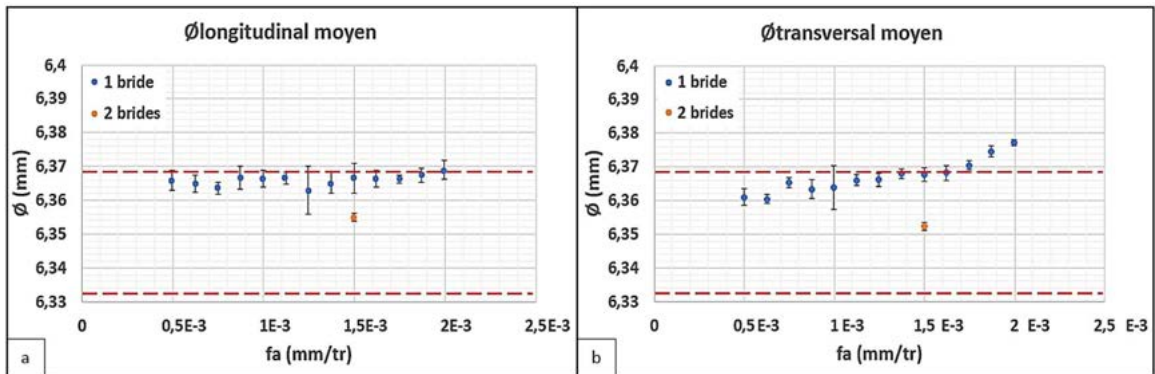 Ølongitudinal moyen
6,4
6,39
6,38
6,37
6,36
6,35
6,34
6,33
Ø (mm)
1 bride
2 brides
0
0,5E-3
1E-3
1,5E-3
2E-3
2,5E-3
fa (mm/tr)
a
Øtransversal moyen
6,4
6,39
6,38
6,37
6,36
6,35
6,34
6,33
Ø (mm)
1 bride
2 brides
0
0,5 E-3
1 E-3
1,5 E-3
2 E-3
2,5 E-3
fa (mm/tr)
b